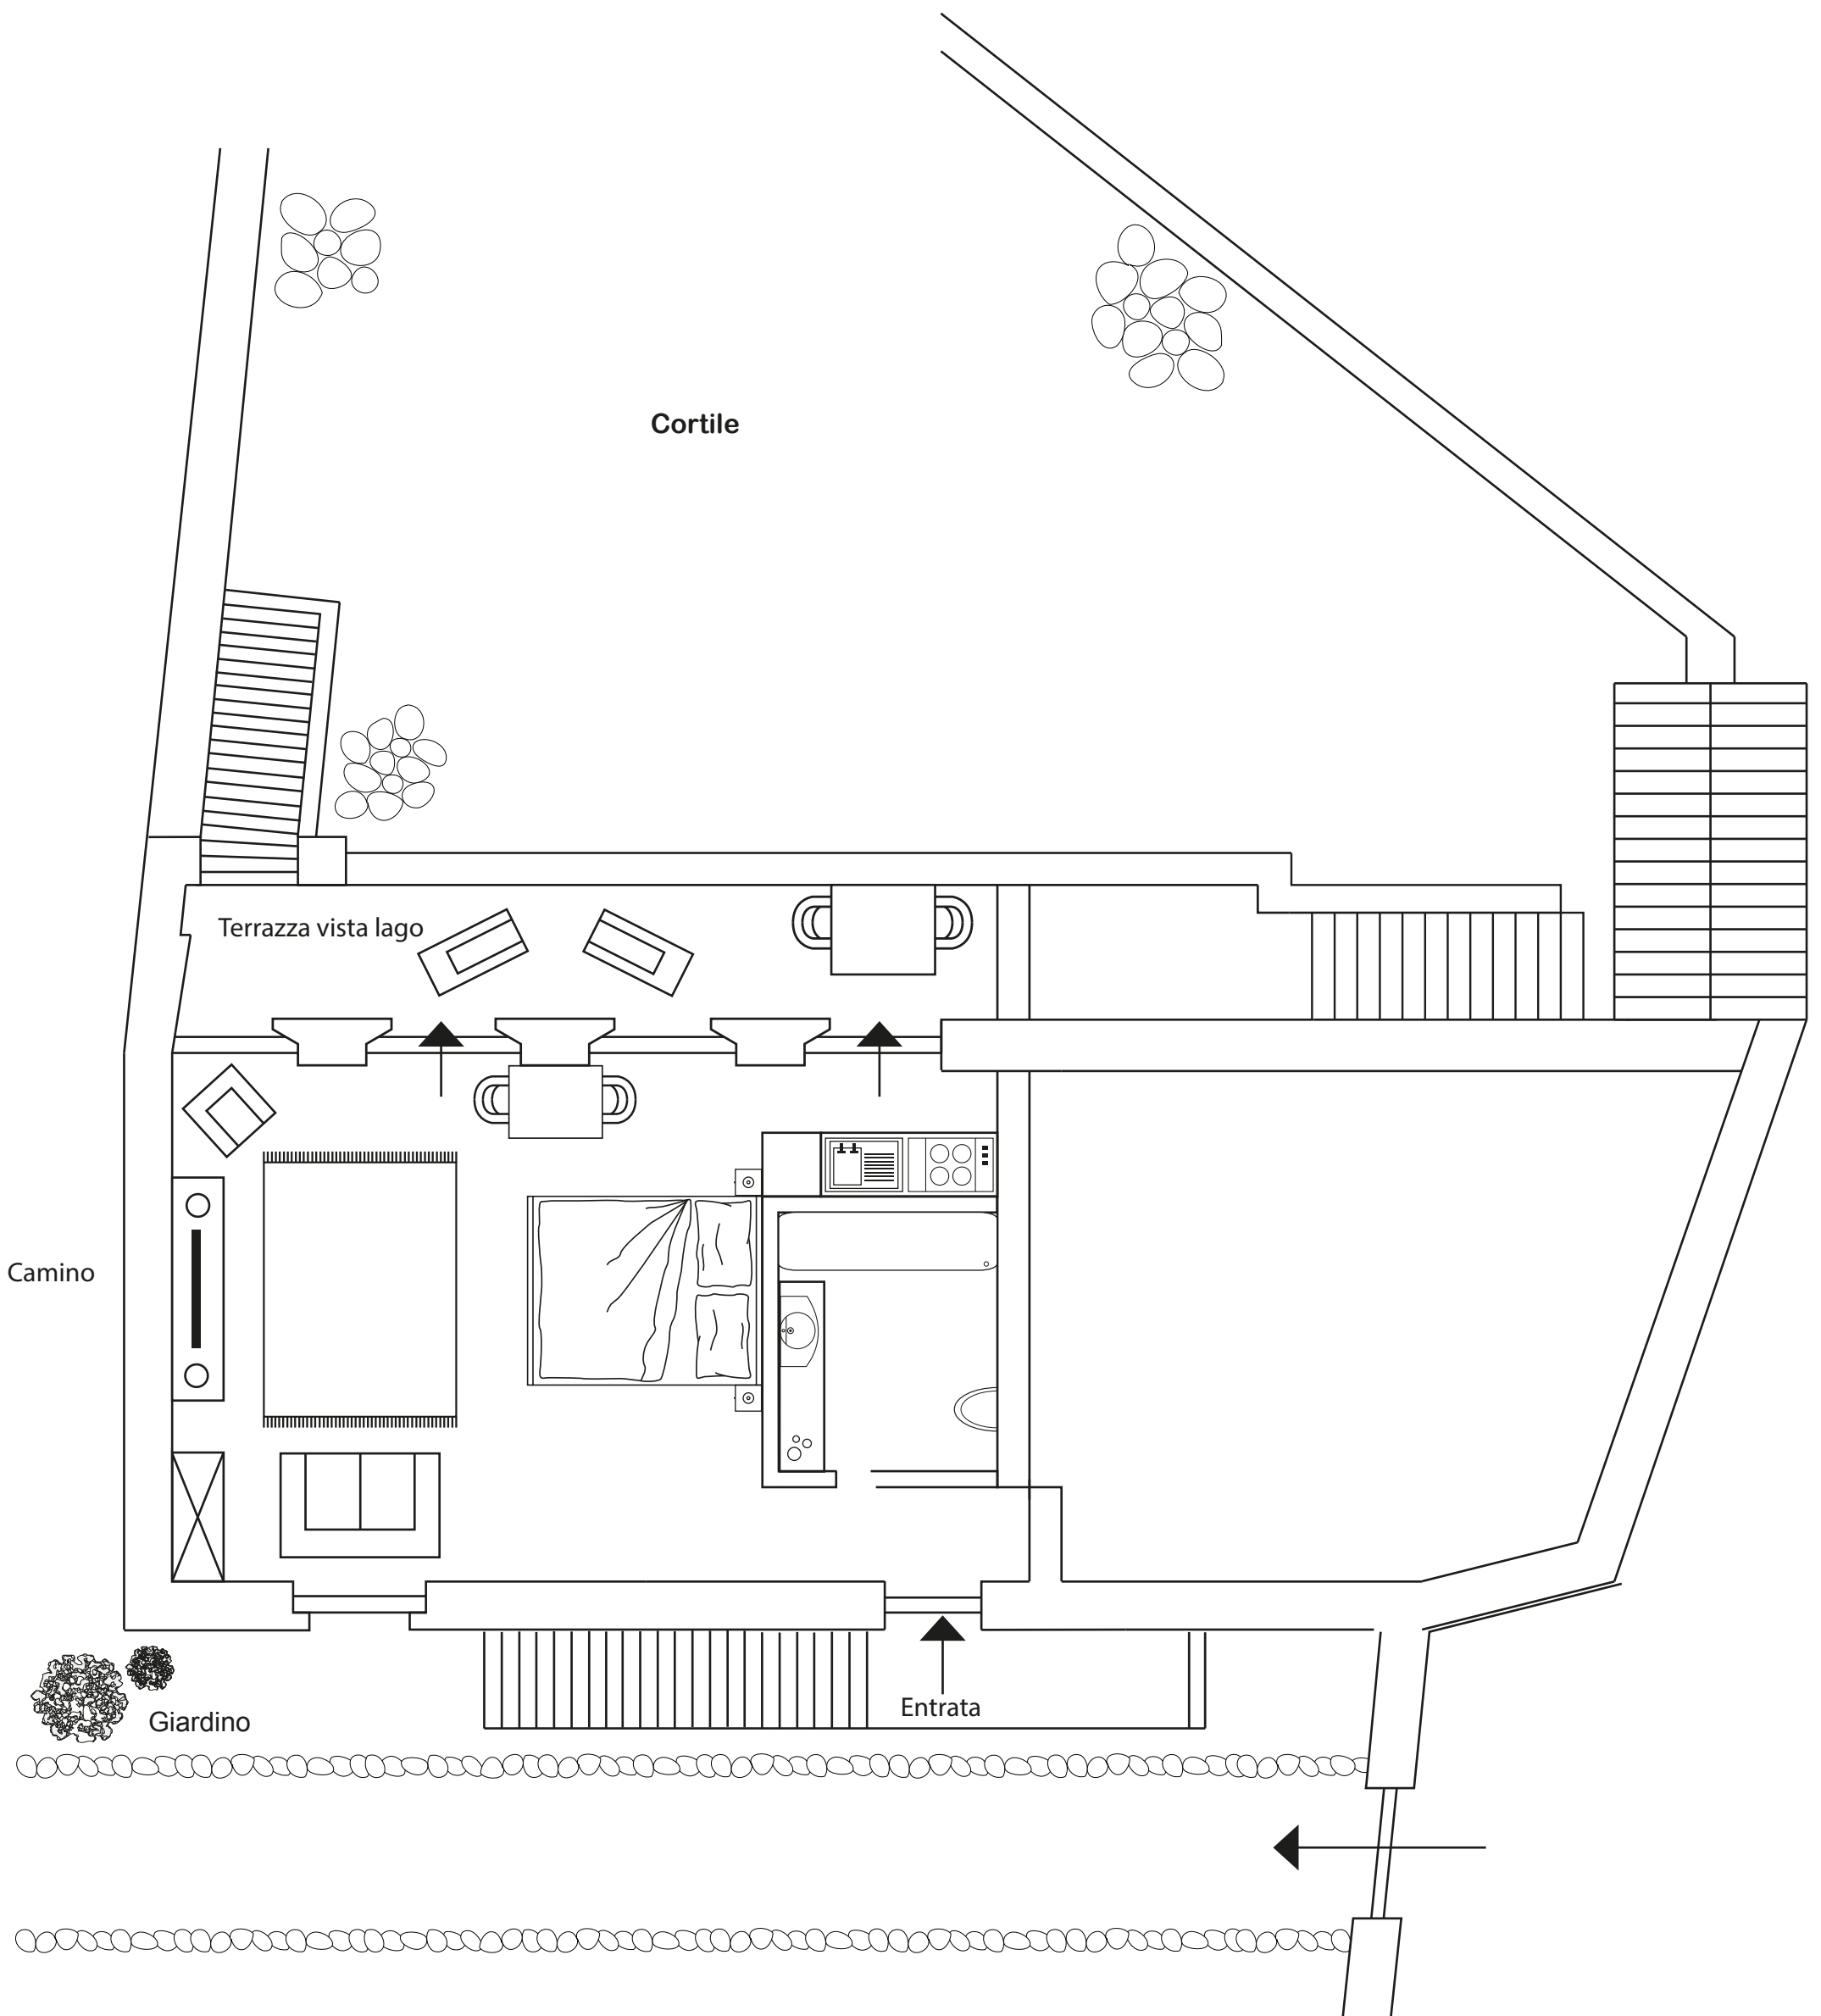 Cortile
Terrazza vista lago
Camino
Entrata
Giardino